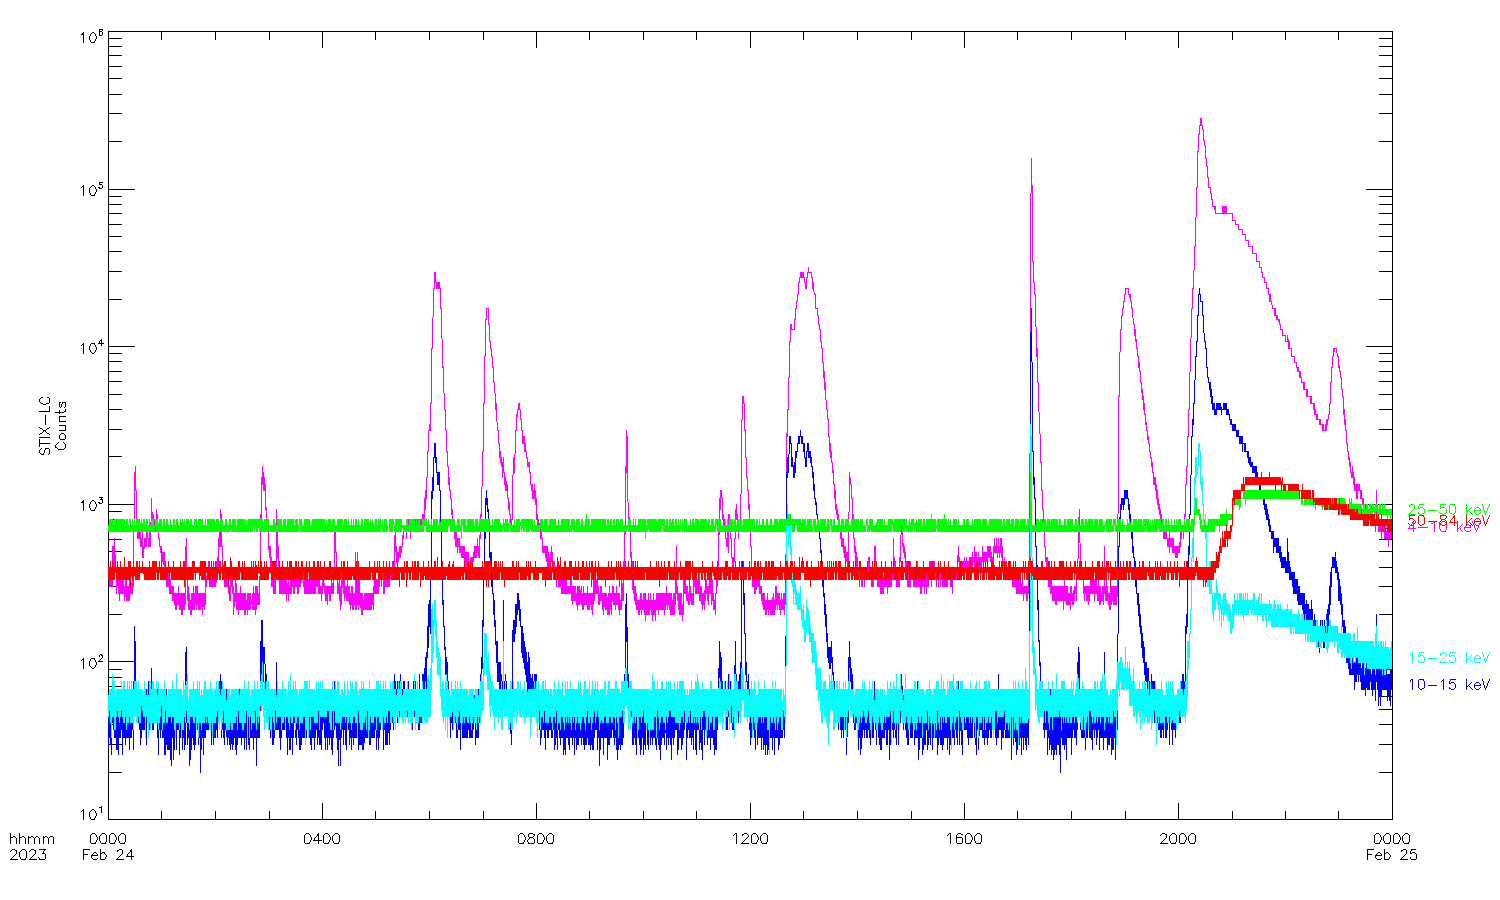 10⁶
10⁵
10⁴
10³
10²
10¹
STIX-LC
Counts
25-50 keV
50-84 keV
4-10 keV
15-25 keV
10-15 keV
hhmm 0000 0400 0800 1200 1600 2000 0000
2023 Feb 24 Feb 25